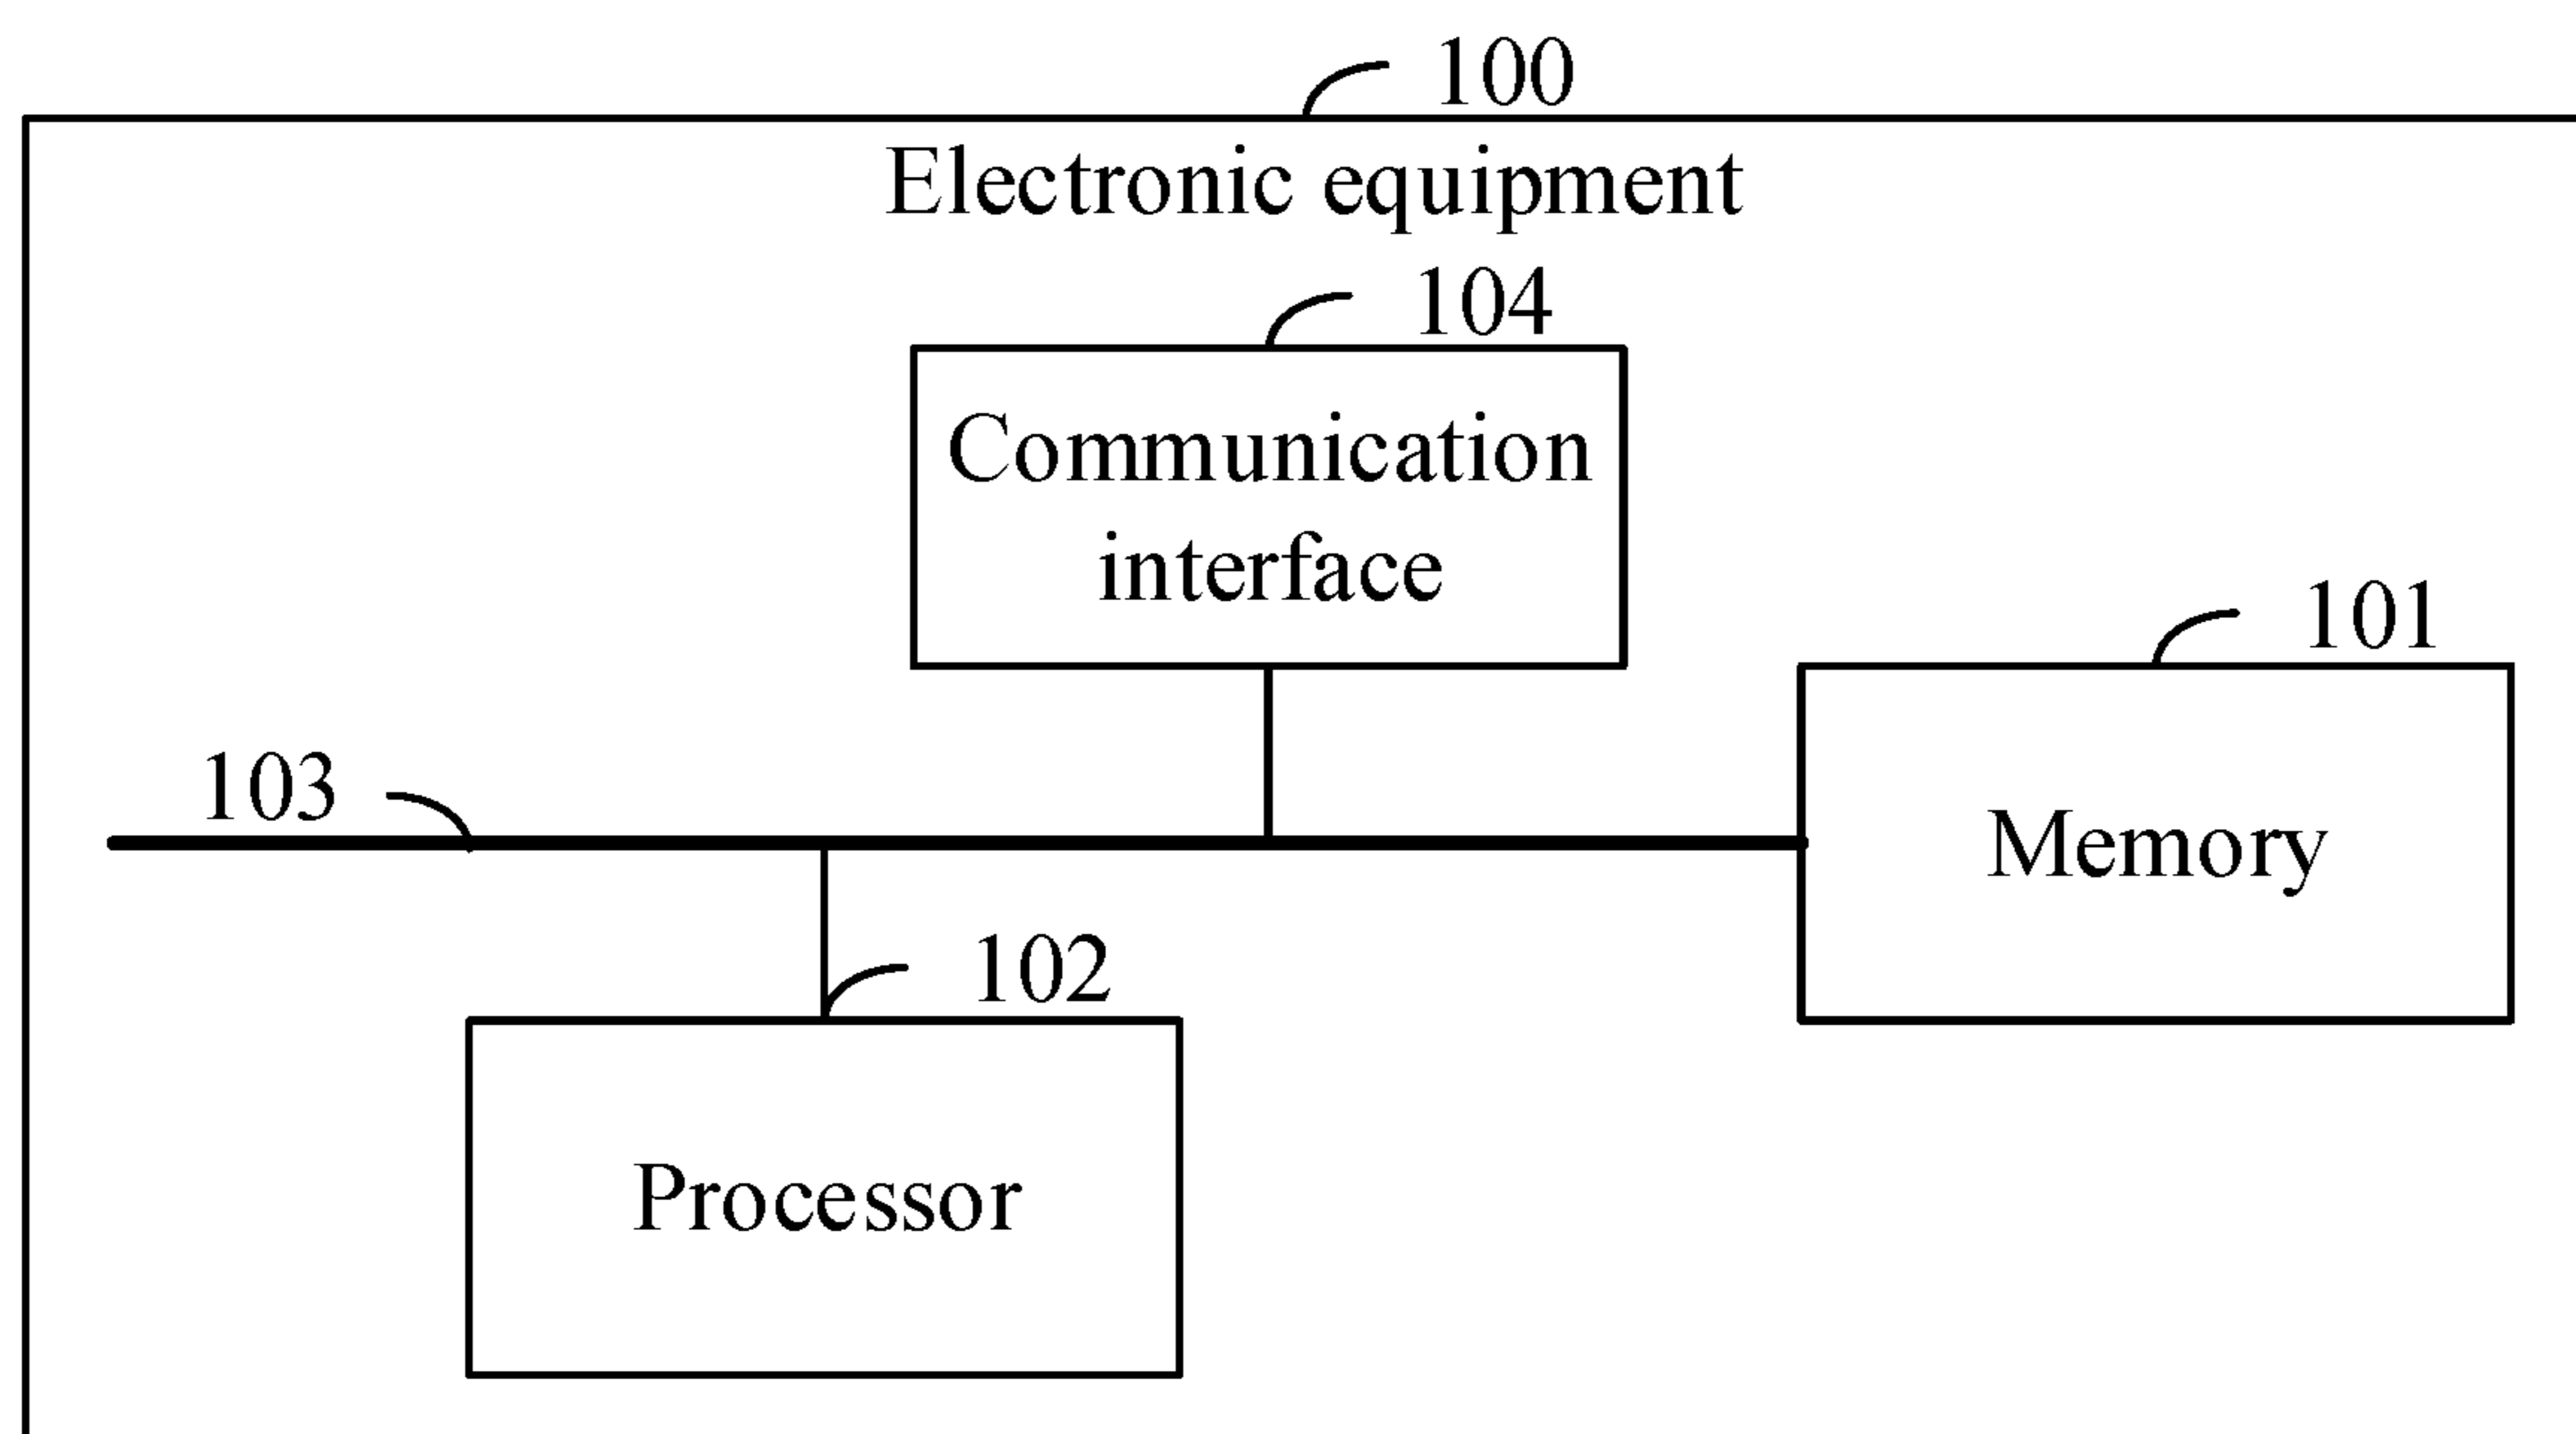 100
Electronic equipment
104
Communication
interface
101
103
Memory
102
Processor